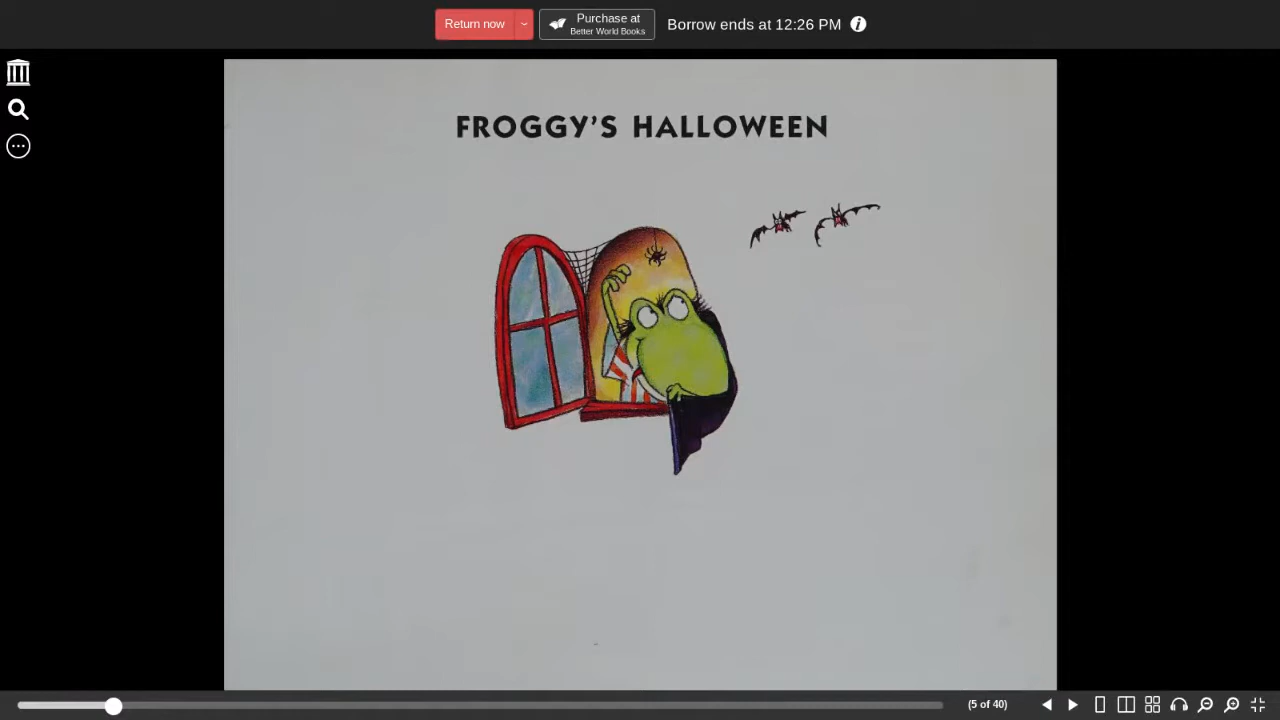 Return now
Purchase at
Better World Books
Borrow ends at 12:26 PM
FROGGY'S HALLOWEEN
(5 of 40)